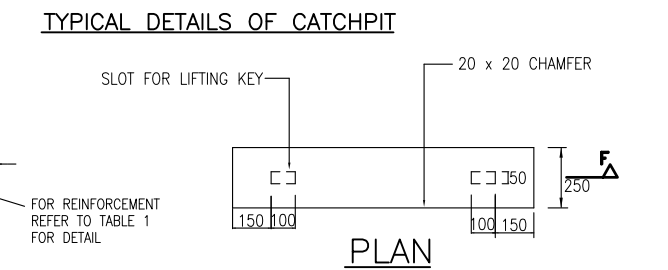 TYPICAL DETAILS OF CATCHPIT
SLOT FOR LIFTING KEY
20 x 20 CHAMFER
50
F
250
FOR REINFORCEMENT
REFER TO TABLE 1
FOR DETAIL
150 100
100 150
PLAN